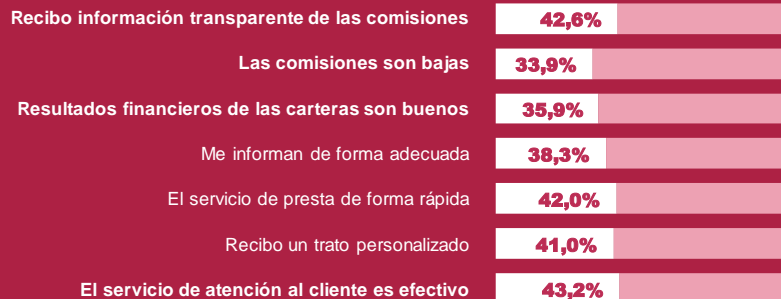 Recibo información transparente de las comisiones 42,6%
Las comisiones son bajas 33,9%
Resultados financieros de las carteras son buenos 35,9%
Me informan de forma adecuada 38,3%
El servicio de presta de forma rápida 42,0%
Recibo un trato personalizado 41,0%
El servicio de atención al cliente es efectivo 43,2%